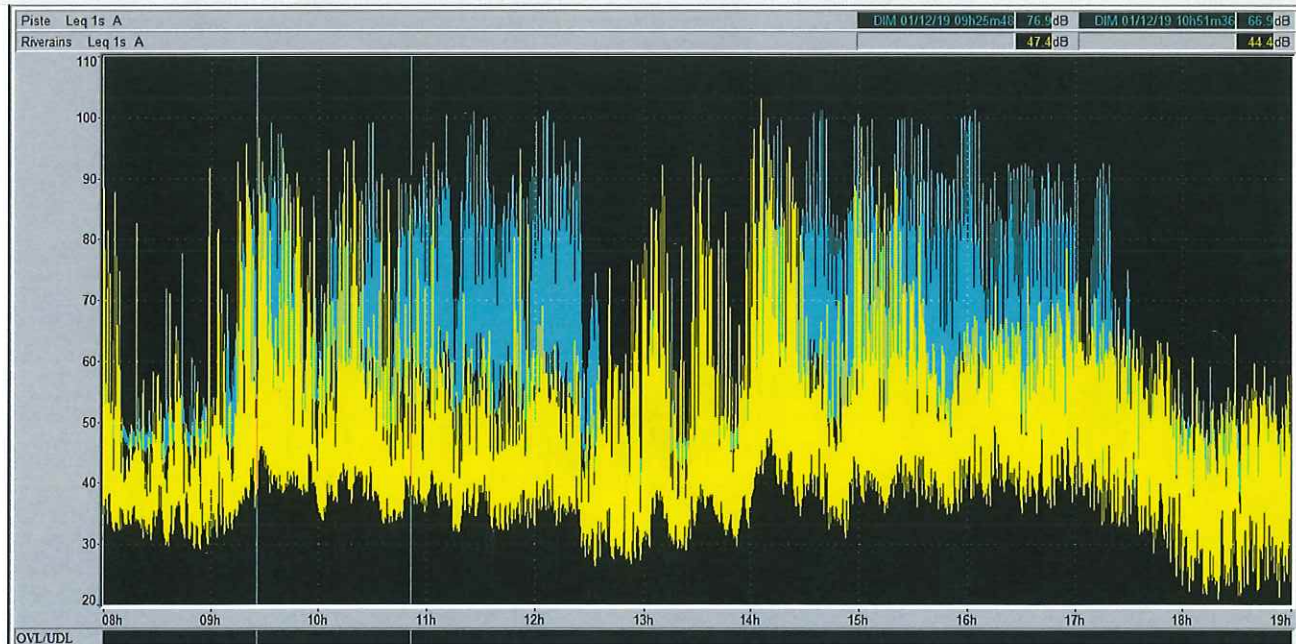 Piste Leq 1s A DIM 01/12/19 09h25m48 76.9 dB DIM 01/12/19 10h51m36 66.9 dB
Riverains Leq 1s A 47.4 dB 44.4 dB
110
100
90
80
70
60
50
40
30
20
08h 09h 10h 11h 12h 13h 14h 15h 16h 17h 18h 19h
OVL/UDL